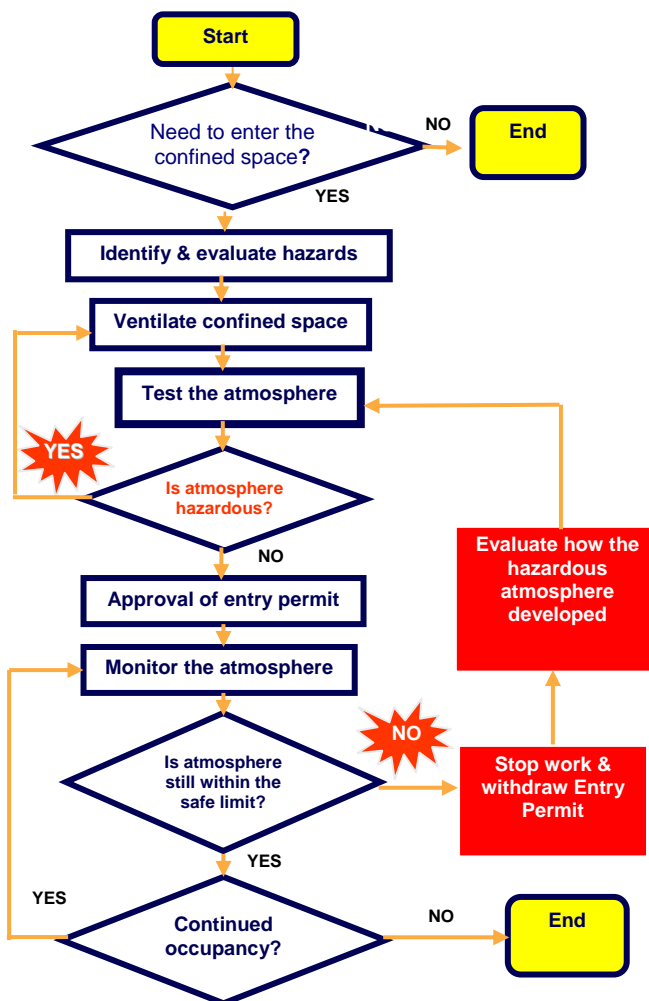 Start
Need to enter the
confined space?
NO
End
YES
Identify & evaluate hazards
Ventilate confined space
Test the atmosphere
YES
Is atmosphere
hazardous?
NO
Evaluate how the
hazardous
atmosphere
developed
Approval of entry permit
Monitor the atmosphere
NO
Is atmosphere
still within the
safe limit?
Stop work &
withdraw Entry
Permit
YES
YES
Continued
occupancy?
NO
End